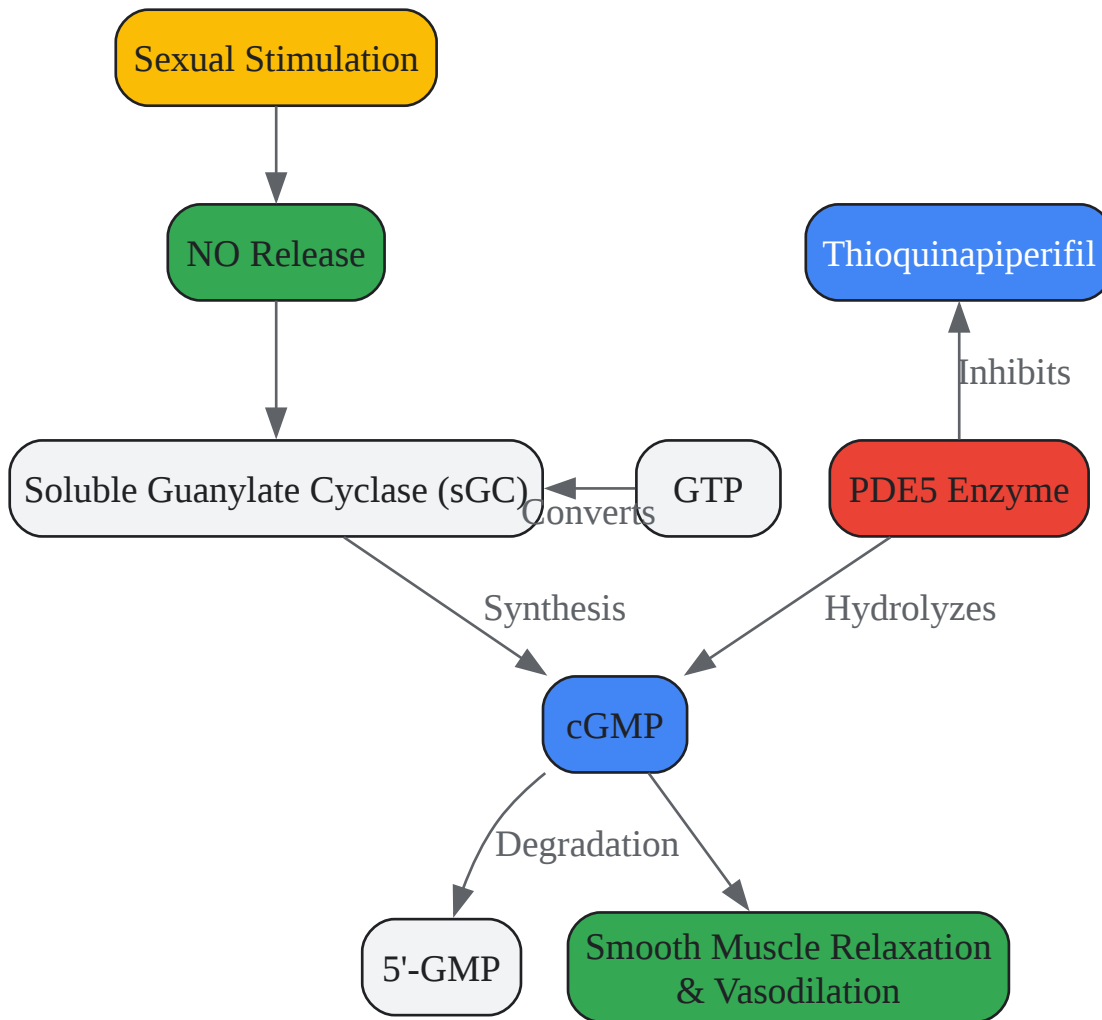 Sexual Stimulation
NO Release
Thioquinapiperifil
Inhibits
Soluble Guanylate Cyclase (sGC)
Converts
GTP
PDE5 Enzyme
Synthesis
Hydrolyzes
cGMP
Degradation
5'-GMP
Smooth Muscle Relaxation
& Vasodilation